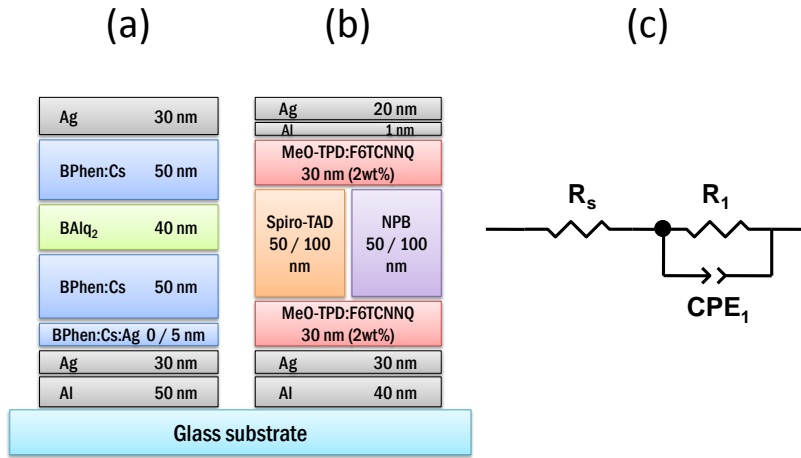 (a)
Ag 30 nm
BPhen:Cs 50 nm
BAlq₂ 40 nm
BPhen:Cs 50 nm
BPhen:Cs:Ag 0 / 5 nm
Ag 30 nm
Al 50 nm
(b)
Ag 20 nm
Al 1 nm
MeO-TPD:F6TCNNQ
30 nm (2wt%)
Spiro-TAD
50 / 100
nm
NPB
50 / 100
nm
MeO-TPD:F6TCNNQ
30 nm (2wt%)
Ag 30 nm
Al 40 nm
Glass substrate
(c)
Rₛ
R₁
CPE₁